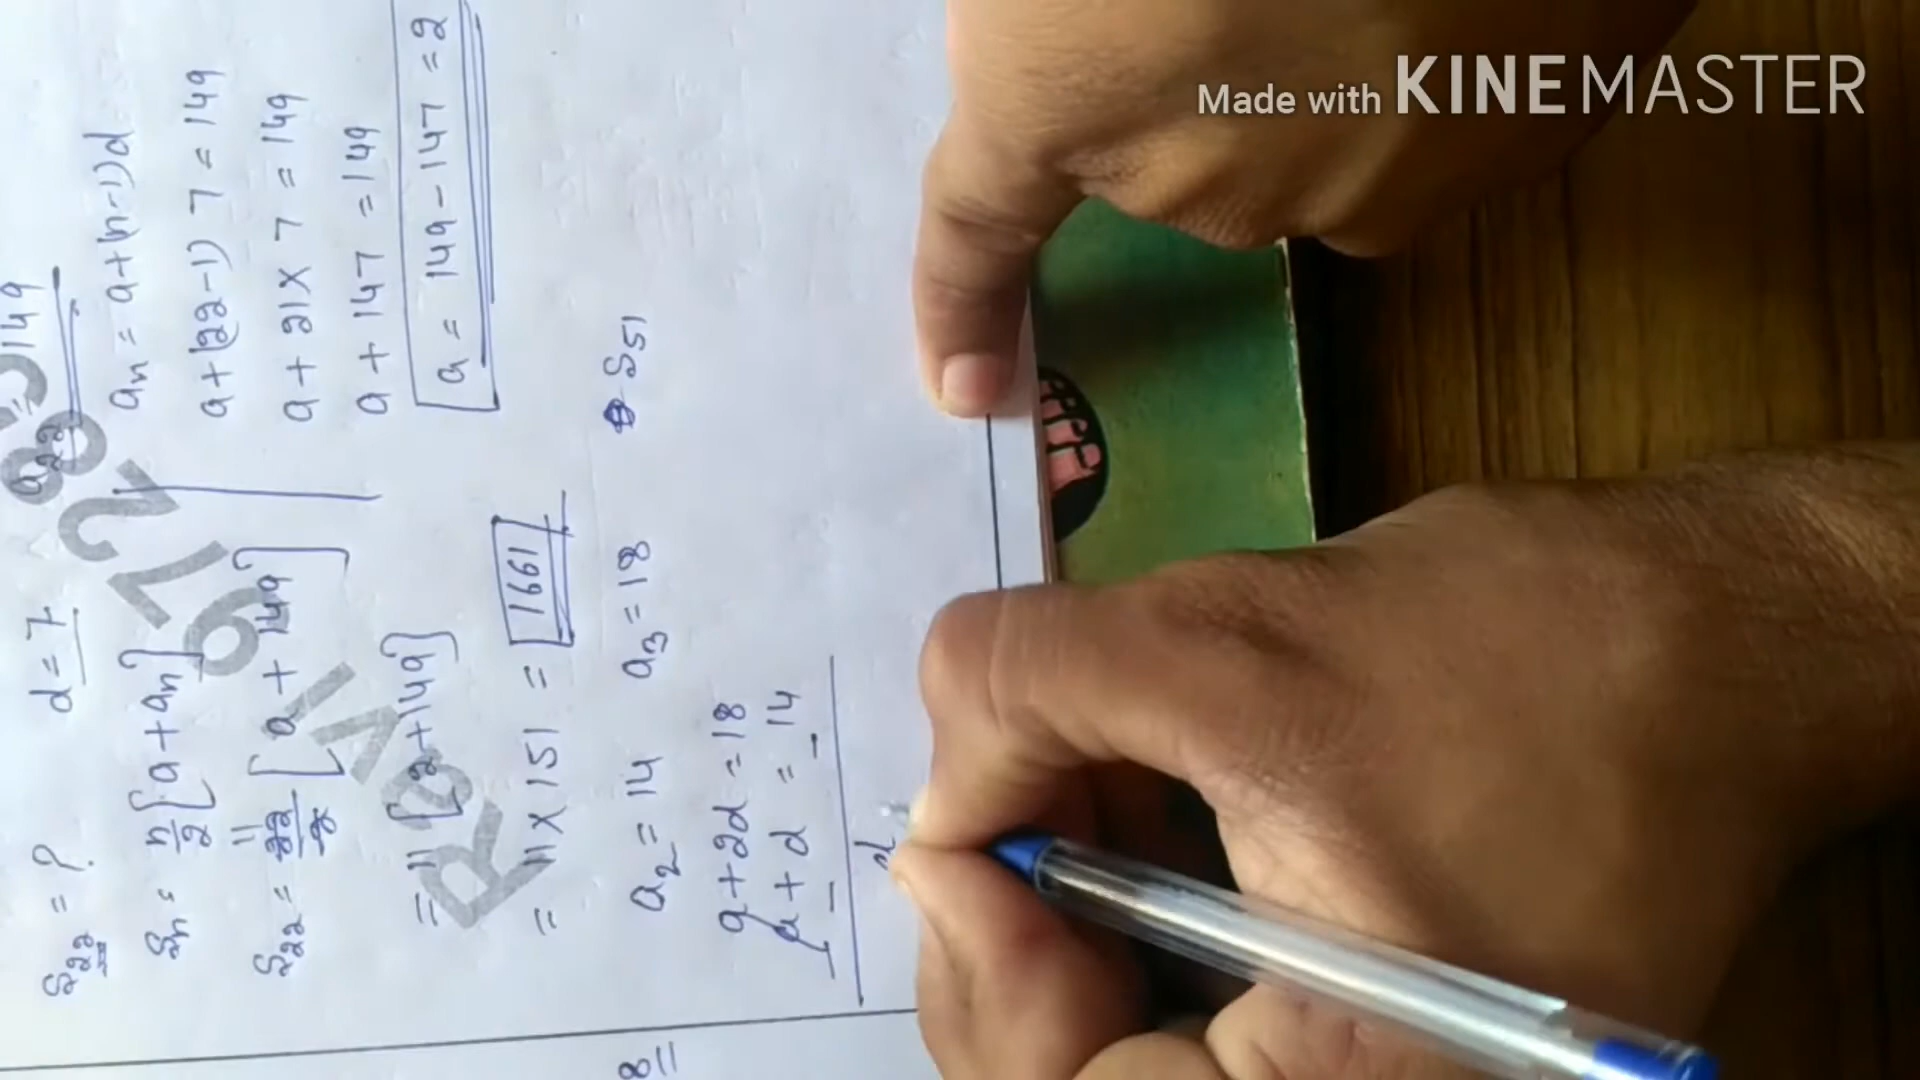 Made with KINEMASTER
S22 = ? d = 7 a22 = 149
Sn = n/2 [a + an]
S22 = 22/2 [a + 149]
11
= 11 [2 + 149]
= 11 × 151 = 1661
an = a + (n-1)d
a + (22-1) 7 = 149
a + 21 × 7 = 149
a + 147 = 149
a = 149 - 147 = 2
a2 = 14 a3 = 18 S51
a + 2d = 18
a + d = 14
- - -
d
8